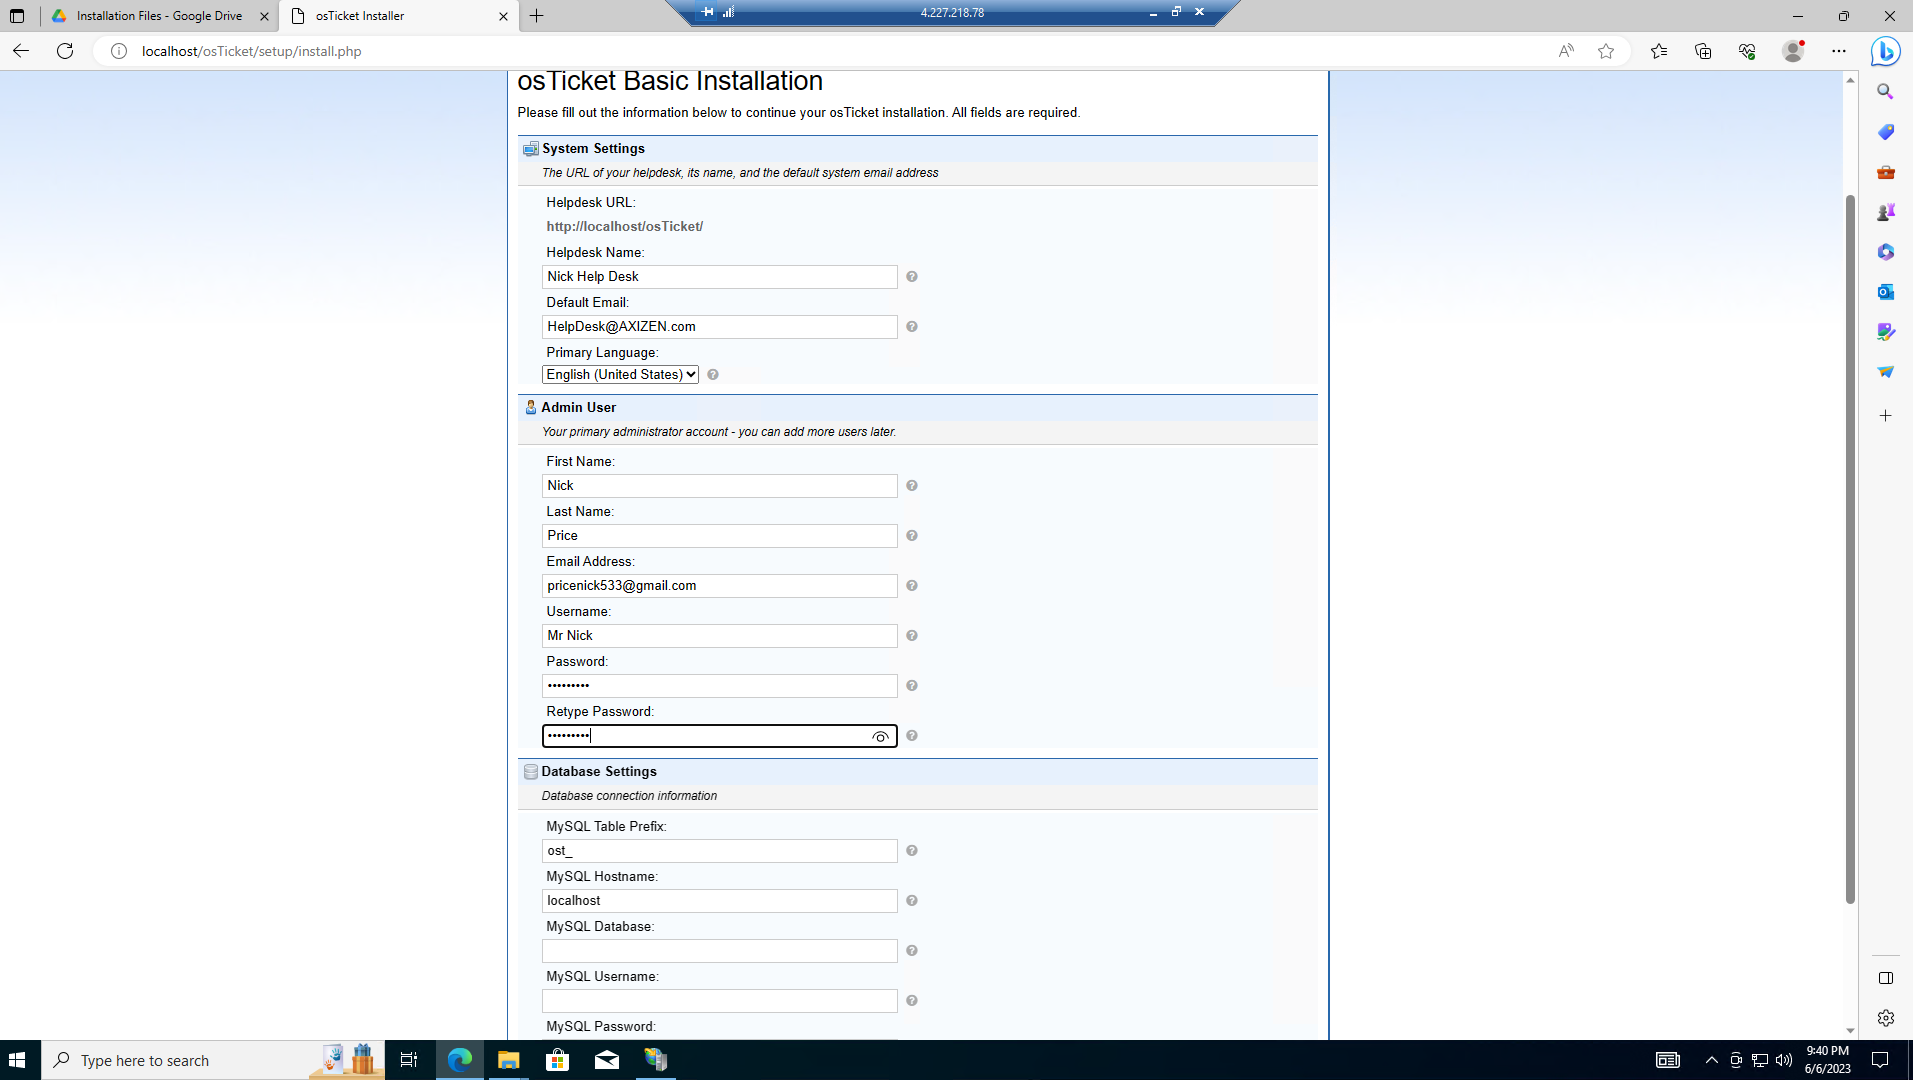 Installation Files - Google Drive
osTicket Installer
4.227.218.78
localhost/osTicket/setup/install.php
osTicket Basic Installation
Please fill out the information below to continue your osTicket installation. All fields are required.
System Settings
The URL of your helpdesk, its name, and the default system email address
Helpdesk URL:
http://localhost/osTicket/
Helpdesk Name:
Nick Help Desk
Default Email:
HelpDesk@AXIZEN.com
Primary Language:
English (United States)
Admin User
Your primary administrator account - you can add more users later.
First Name:
Nick
Last Name:
Price
Email Address:
pricenick533@gmail.com
Username:
Mr Nick
Password:
•••••••••
Retype Password:
•••••••••
Database Settings
Database connection information
MySQL Table Prefix:
ost_
MySQL Hostname:
localhost
MySQL Database:
MySQL Username:
MySQL Password:
Type here to search
9:40 PM
6/6/2023